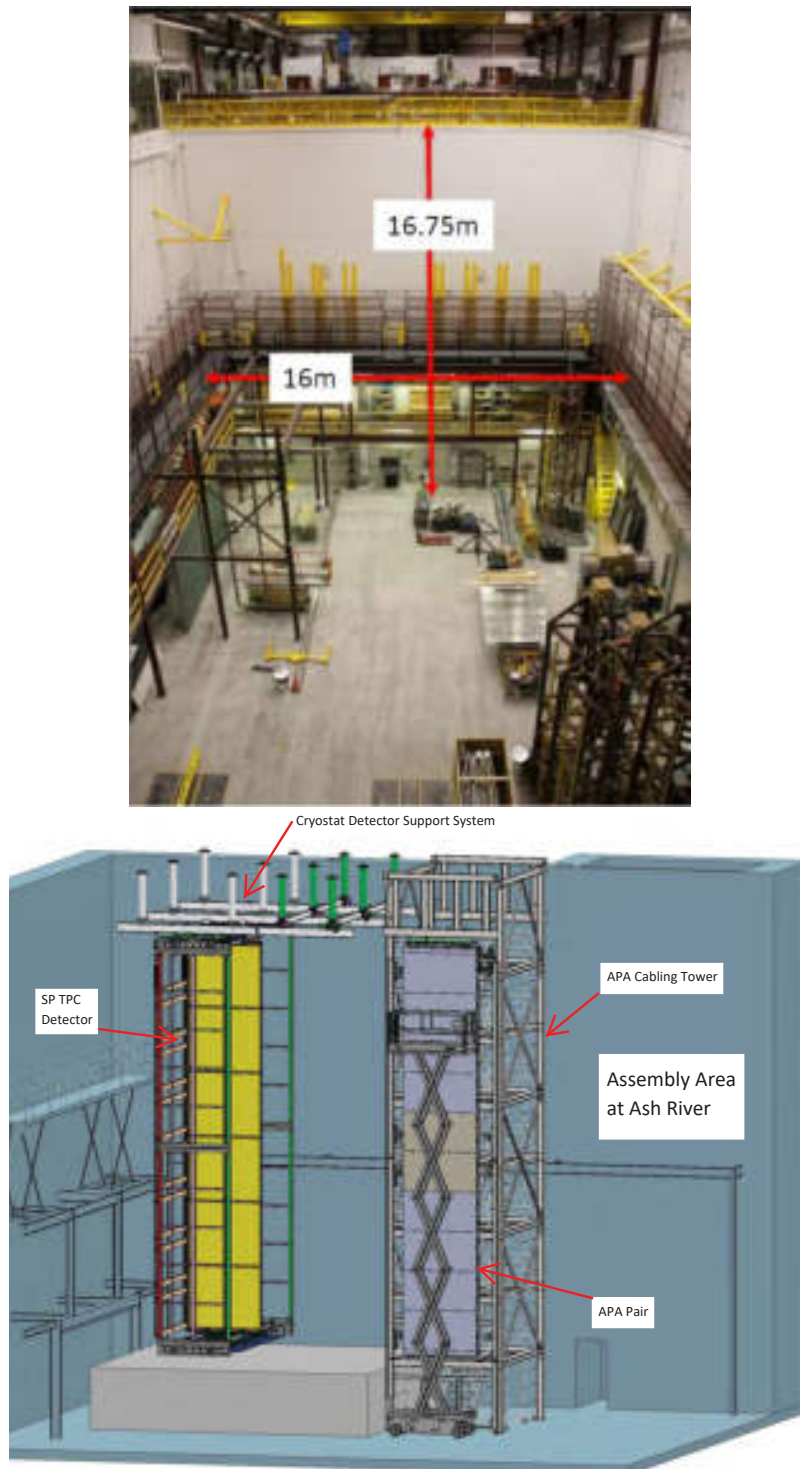 16.75m
16m
Cryostat Detector Support System
SP TPC
Detector
APA Cabling Tower
Assembly Area
at Ash River
APA Pair